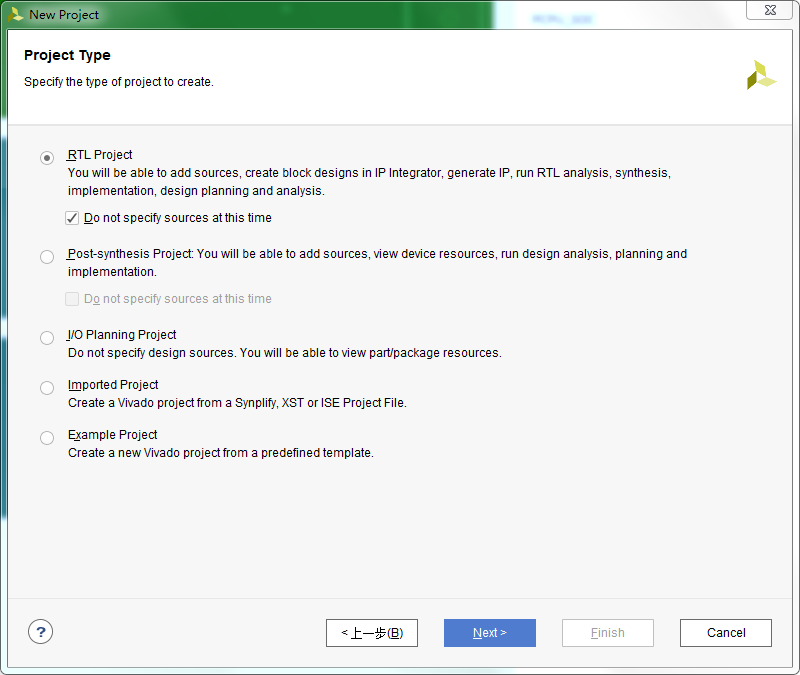 New Project
Project Type
Specify the type of project to create.
RTL Project
You will be able to add sources, create block designs in IP Integrator, generate IP, run RTL analysis, synthesis,
implementation, design planning and analysis.
Do not specify sources at this time
Post-synthesis Project: You will be able to add sources, view device resources, run design analysis, planning and
implementation.
Do not specify sources at this time
I/O Planning Project
Do not specify design sources. You will be able to view part/package resources.
Imported Project
Create a Vivado project from a Synplify, XST or ISE Project File.
Example Project
Create a new Vivado project from a predefined template.
?
< 上一步(B)
Next >
Finish
Cancel